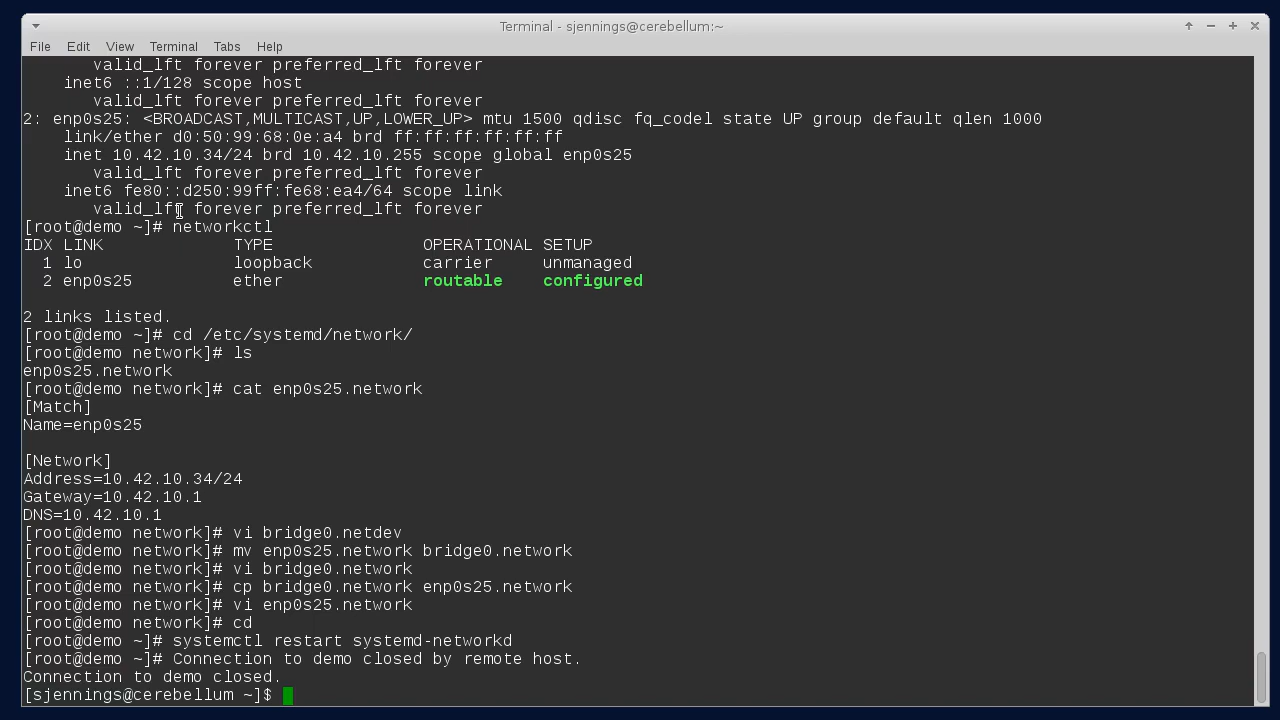 Terminal - sjennings@cerebellum:~
File Edit View Terminal Tabs Help
valid_lft forever preferred_lft forever
inet6 ::1/128 scope host
valid_lft forever preferred_lft forever
2: enp0s25: <BROADCAST,MULTICAST,UP,LOWER_UP> mtu 1500 qdisc fq_codel state UP group default qlen 1000
link/ether d0:50:99:68:0e:a4 brd ff:ff:ff:ff:ff:ff
inet 10.42.10.34/24 brd 10.42.10.255 scope global enp0s25
valid_lft forever preferred_lft forever
inet6 fe80::d250:99ff:fe68:ea4/64 scope link
valid_lft forever preferred_lft forever
[root@demo ~]# networkctl
IDX LINK TYPE OPERATIONAL SETUP
1 lo loopback carrier unmanaged
2 enp0s25 ether routable configured
2 links listed.
[root@demo ~]# cd /etc/systemd/network/
[root@demo network]# ls
enp0s25.network
[root@demo network]# cat enp0s25.network
[Match]
Name=enp0s25
[Network]
Address=10.42.10.34/24
Gateway=10.42.10.1
DNS=10.42.10.1
[root@demo network]# vi bridge0.netdev
[root@demo network]# mv enp0s25.network bridge0.network
[root@demo network]# vi bridge0.network
[root@demo network]# cp bridge0.network enp0s25.network
[root@demo network]# vi enp0s25.network
[root@demo network]# cd
[root@demo ~]# systemctl restart systemd-networkd
[root@demo ~]# Connection to demo closed by remote host.
Connection to demo closed.
[sjennings@cerebellum ~]$